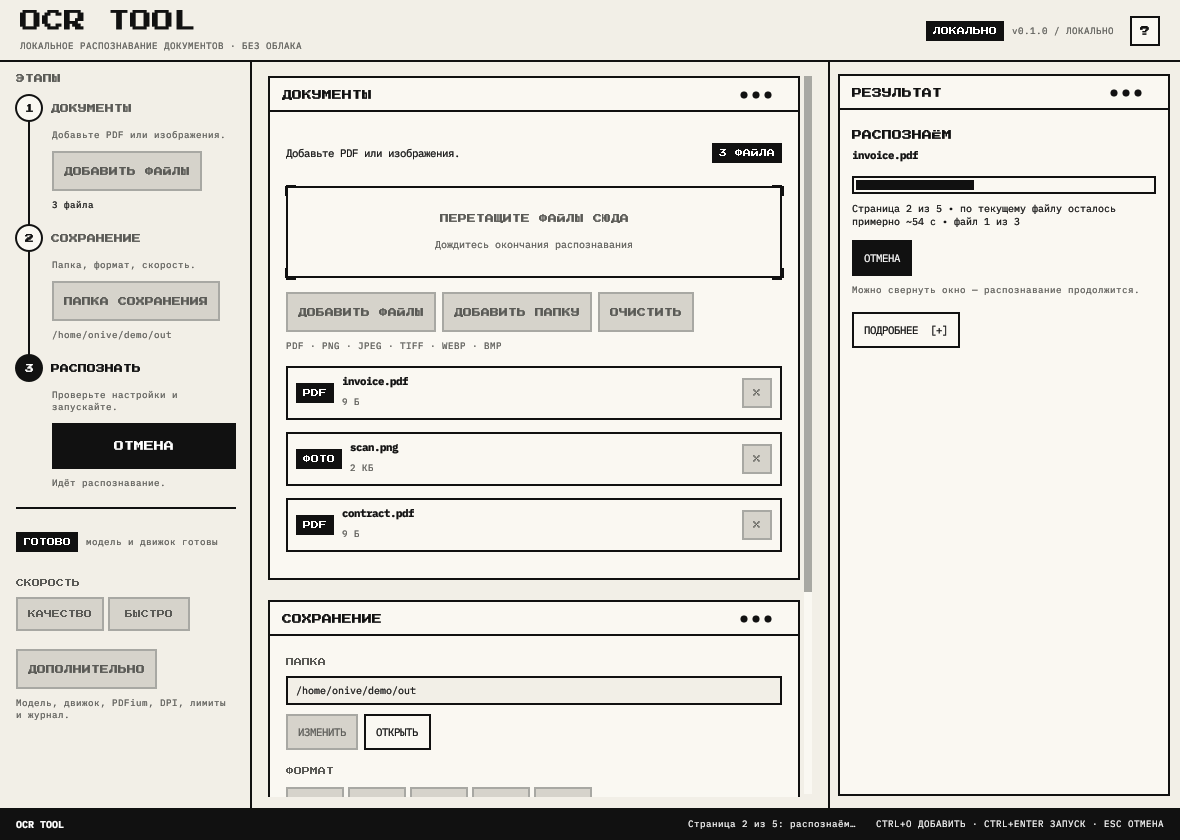 OCR TOOL
ЛОКАЛЬНОЕ РАСПОЗНАВАНИЕ ДОКУМЕНТОВ · БЕЗ ОБЛАКА
ЛОКАЛЬНО
v0.1.0 / ЛОКАЛЬНО
?
ЭТАПЫ
1
ДОКУМЕНТЫ
Добавьте PDF или изображения.
ДОБАВИТЬ ФАЙЛЫ
3 файла
2
СОХРАНЕНИЕ
Папка, формат, скорость.
ПАПКА СОХРАНЕНИЯ
/home/onive/demo/out
3
РАСПОЗНАТЬ
Проверьте настройки и
запускайте.
ОТМЕНА
Идёт распознавание.
ГОТОВО
модель и движок готовы
СКОРОСТЬ
КАЧЕСТВО
БЫСТРО
ДОПОЛНИТЕЛЬНО
Модель, движок, PDFium, DPI, лимиты
и журнал.
ДОКУМЕНТЫ
Добавьте PDF или изображения.
3 ФАЙЛА
ПЕРЕТАЩИТЕ ФАЙЛЫ СЮДА
Дождитесь окончания распознавания
ДОБАВИТЬ ФАЙЛЫ
ДОБАВИТЬ ПАПКУ
ОЧИСТИТЬ
PDF · PNG · JPEG · TIFF · WEBP · BMP
PDF
invoice.pdf
9 Б
×
ФОТО
scan.png
2 КБ
×
PDF
contract.pdf
9 Б
×
СОХРАНЕНИЕ
ПАПКА
/home/onive/demo/out
ИЗМЕНИТЬ
ОТКРЫТЬ
ФОРМАТ
РЕЗУЛЬТАТ
РАСПОЗНАЁМ
invoice.pdf
Страница 2 из 5 • по текущему файлу осталось
примерно ~54 с • файл 1 из 3
ОТМЕНА
Можно свернуть окно — распознавание продолжится.
ПОДРОБНЕЕ [+]
OCR TOOL
Страница 2 из 5: распознаём…
CTRL+O ДОБАВИТЬ · CTRL+ENTER ЗАПУСК · ESC ОТМЕНА